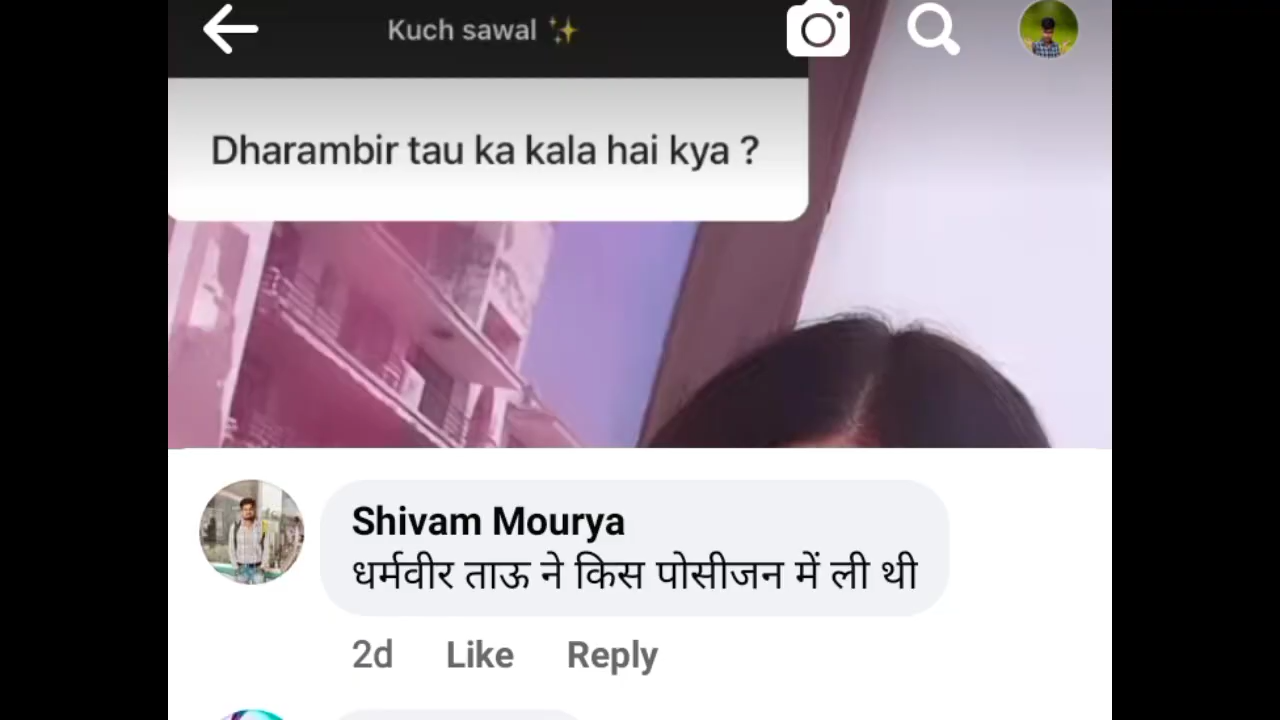 Kuch sawal ✨
Dharambir tau ka kala hai kya ?
Shivam Mourya
धर्मवीर ताऊ ने किस पोसीजन में ली थी
2d Like Reply